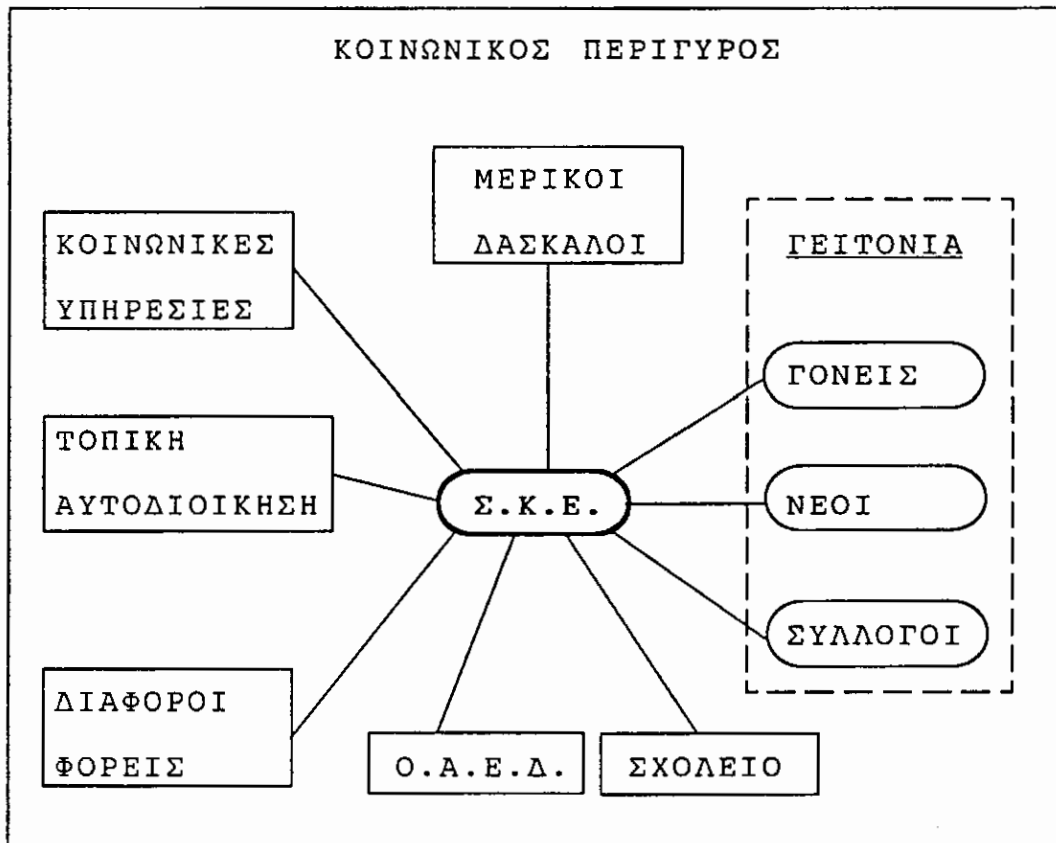 ΚΟΙΝΩΝΙΚΟΣ ΠΕΡΙΓΥΡΟΣ
ΜΕΡΙΚΟΙ
ΔΑΣΚΑΛΟΙ
ΚΟΙΝΩΝΙΚΕΣ
ΥΠΗΡΕΣΙΕΣ
ΓΕΙΤΟΝΙΑ
ΓΟΝΕΙΣ
ΤΟΠΙΚΗ
ΑΥΤΟΔΙΟΙΚΗΣΗ
Σ.Κ.Ε.
ΝΕΟΙ
ΣΥΛΛΟΓΟΙ
ΔΙΑΦΟΡΟΙ
ΦΟΡΕΙΣ
Ο.Α.Ε.Δ.
ΣΧΟΛΕΙΟ